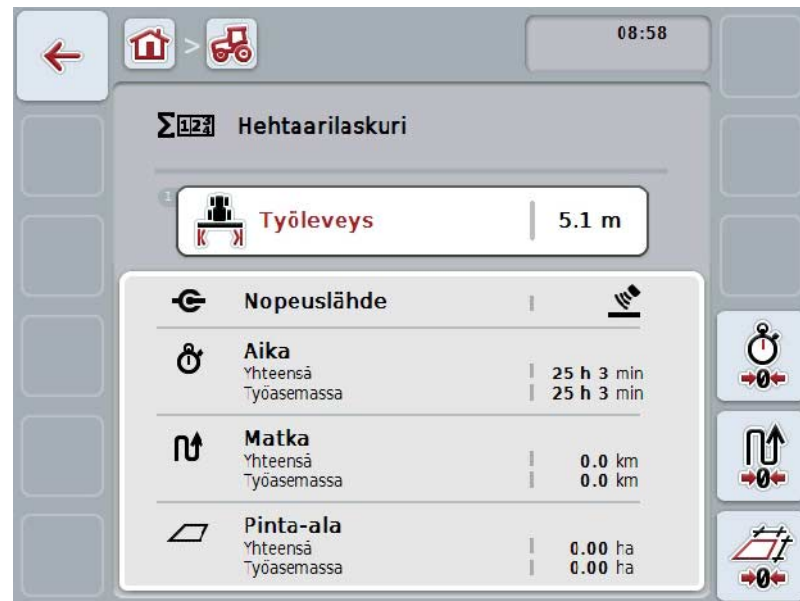 08:58
Σ 1234 Hehtaarilaskuri
1
Työleveys 5.1 m
Nopeuslähde
Aika
Yhteensä 25 h 3 min
Työasemassa 25 h 3 min
0
Matka
Yhteensä 0.0 km
Työasemassa 0.0 km
0
Pinta-ala
Yhteensä 0.00 ha
Työasemassa 0.00 ha
0